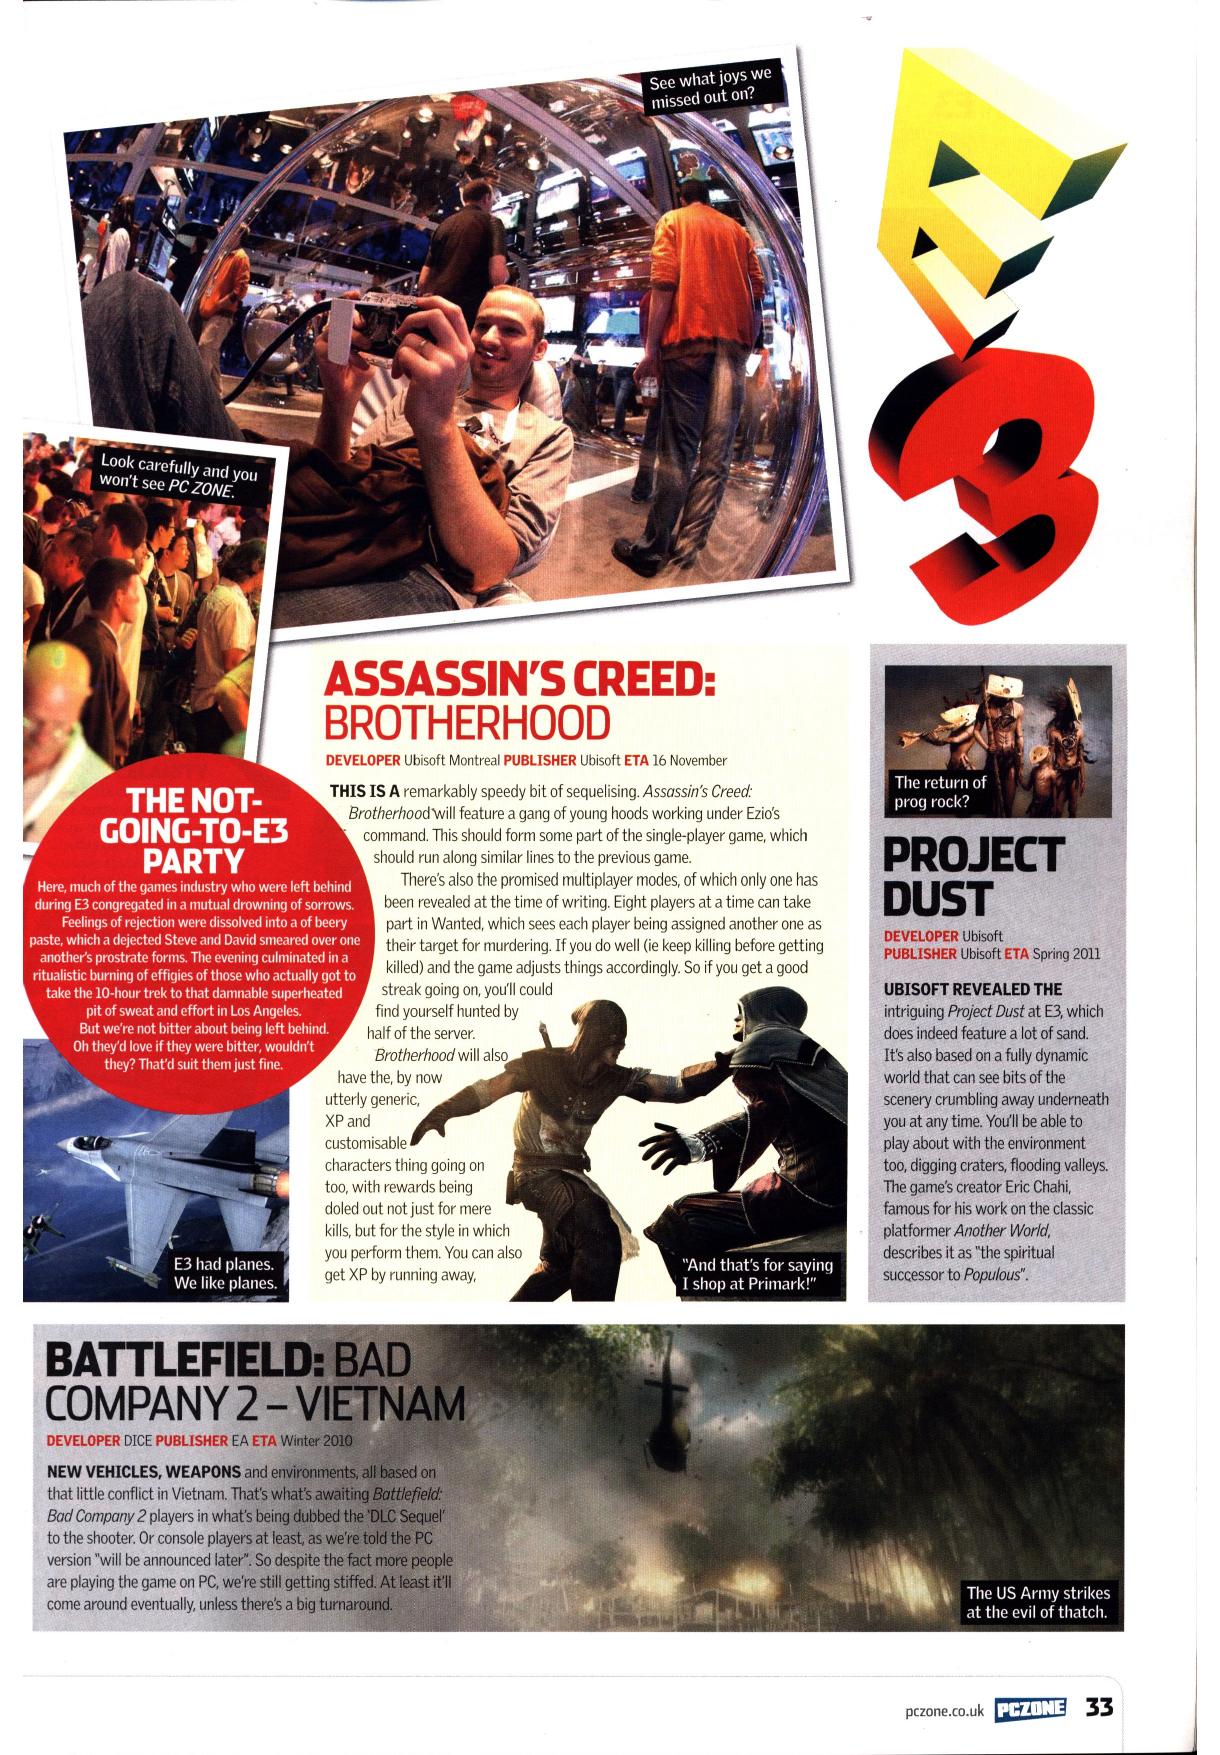 See what joys we
missed out on?
E3
Look carefully and you
won't see PC ZONE.
THE NOT-
GOING-TO-E3
PARTY
Here, much of the games industry who were left behind
during E3 congregated in a mutual drowning of sorrows.
Feelings of rejection were dissolved into a of beery
paste, which a dejected Steve and David smeared over one
another's prostrate forms. The evening culminated in a
ritualistic burning of effigies of those who actually got to
take the 10-hour trek to that damnable superheated
pit of sweat and effort in Los Angeles.
But we're not bitter about being left behind.
Oh they'd love if they were bitter, wouldn't
they? That'd suit them just fine.
E3 had planes.
We like planes.
ASSASSIN'S CREED:
BROTHERHOOD
DEVELOPER Ubisoft Montreal PUBLISHER Ubisoft ETA 16 November
THIS IS A remarkably speedy bit of sequelising. Assassin's Creed:
Brotherhood will feature a gang of young hoods working under Ezio's
command. This should form some part of the single-player game, which
should run along similar lines to the previous game.
There's also the promised multiplayer modes, of which only one has
been revealed at the time of writing. Eight players at a time can take
part in Wanted, which sees each player being assigned another one as
their target for murdering. If you do well (ie keep killing before getting
killed) and the game adjusts things accordingly. So if you get a good
streak going on, you'll could
find yourself hunted by
half of the server.
Brotherhood will also
have the, by now
utterly generic,
XP and
customisable
characters thing going on
too, with rewards being
doled out not just for mere
kills, but for the style in which
you perform them. You can also
get XP by running away,
"And that's for saying
I shop at Primark!"
The return of
prog rock?
PROJECT
DUST
DEVELOPER Ubisoft
PUBLISHER Ubisoft ETA Spring 2011
UBISOFT REVEALED THE
intriguing Project Dust at E3, which
does indeed feature a lot of sand.
It's also based on a fully dynamic
world that can see bits of the
scenery crumbling away underneath
you at any time. You'll be able to
play about with the environment
too, digging craters, flooding valleys.
The game's creator Eric Chahi,
famous for his work on the classic
platformer Another World,
describes it as "the spiritual
successor to Populous".
BATTLEFIELD: BAD
COMPANY 2 – VIETNAM
DEVELOPER DICE PUBLISHER EA ETA Winter 2010
NEW VEHICLES, WEAPONS and environments, all based on
that little conflict in Vietnam. That's what's awaiting Battlefield:
Bad Company 2 players in what's being dubbed the 'DLC Sequel'
to the shooter. Or console players at least, as we're told the PC
version "will be announced later". So despite the fact more people
are playing the game on PC, we're still getting stiffed. At least it'll
come around eventually, unless there's a big turnaround.
The US Army strikes
at the evil of thatch.
pczone.co.uk PCZONE 33